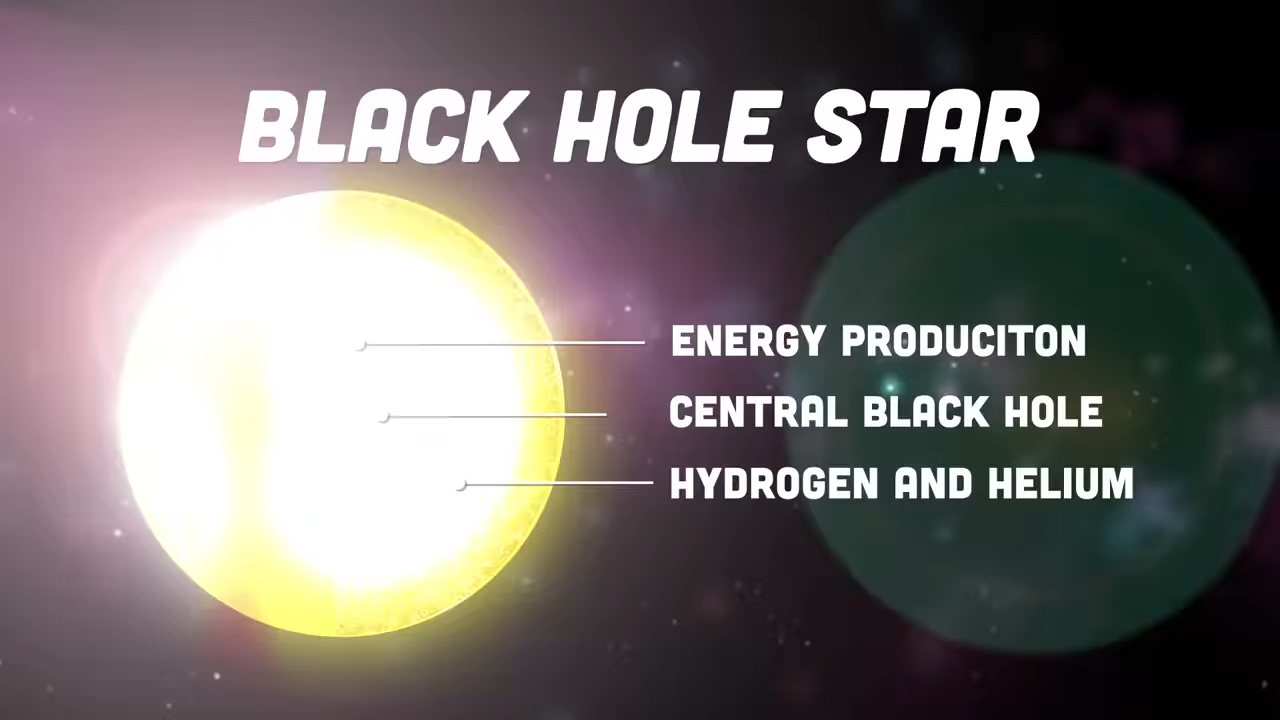 BLACK HOLE STAR
ENERGY PRODUCITON
CENTRAL BLACK HOLE
HYDROGEN AND HELIUM